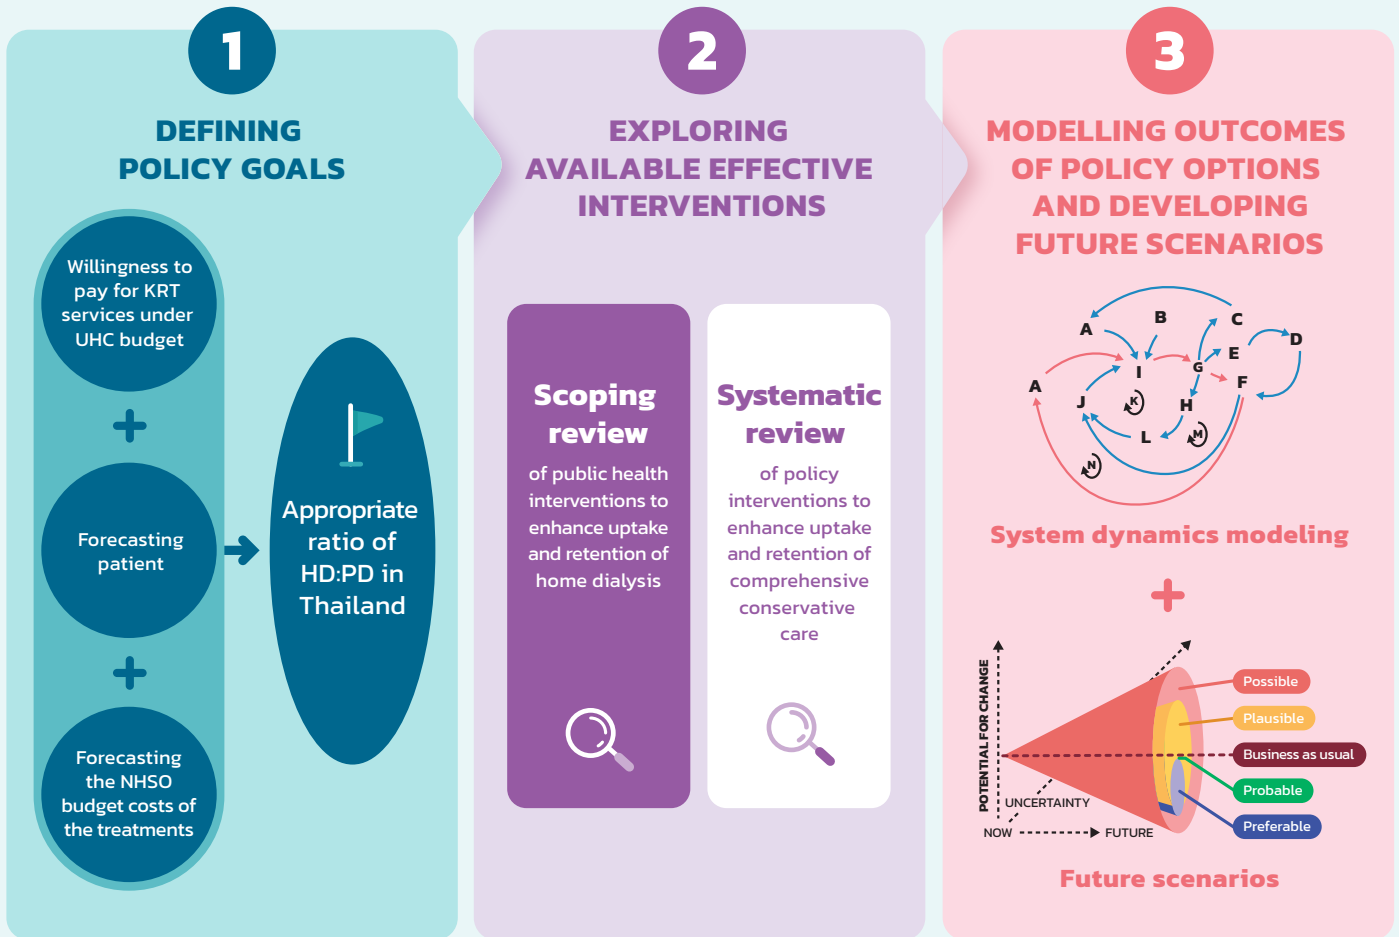 1
DEFINING
POLICY GOALS
Willingness to
pay for KRT
services under
UHC budget
+
Forecasting
patient
+
Forecasting
the NHSO
budget costs of
the treatments
Appropriate
ratio of
HD:PD in
Thailand
2
EXPLORING
AVAILABLE EFFECTIVE
INTERVENTIONS
Scoping
review
of public health
interventions to
enhance uptake
and retention of
home dialysis
Systematic
review
of policy
interventions to
enhance uptake
and retention of
comprehensive
conservative
care
3
MODELLING OUTCOMES
OF POLICY OPTIONS
AND DEVELOPING
FUTURE SCENARIOS
A
B
C
D
E
I
G
F
A
J
K
H
L
M
N
System dynamics modeling
+
POTENTIAL FOR CHANGE
UNCERTAINTY
NOW
FUTURE
Possible
Plausible
Business as usual
Probable
Preferable
Future scenarios